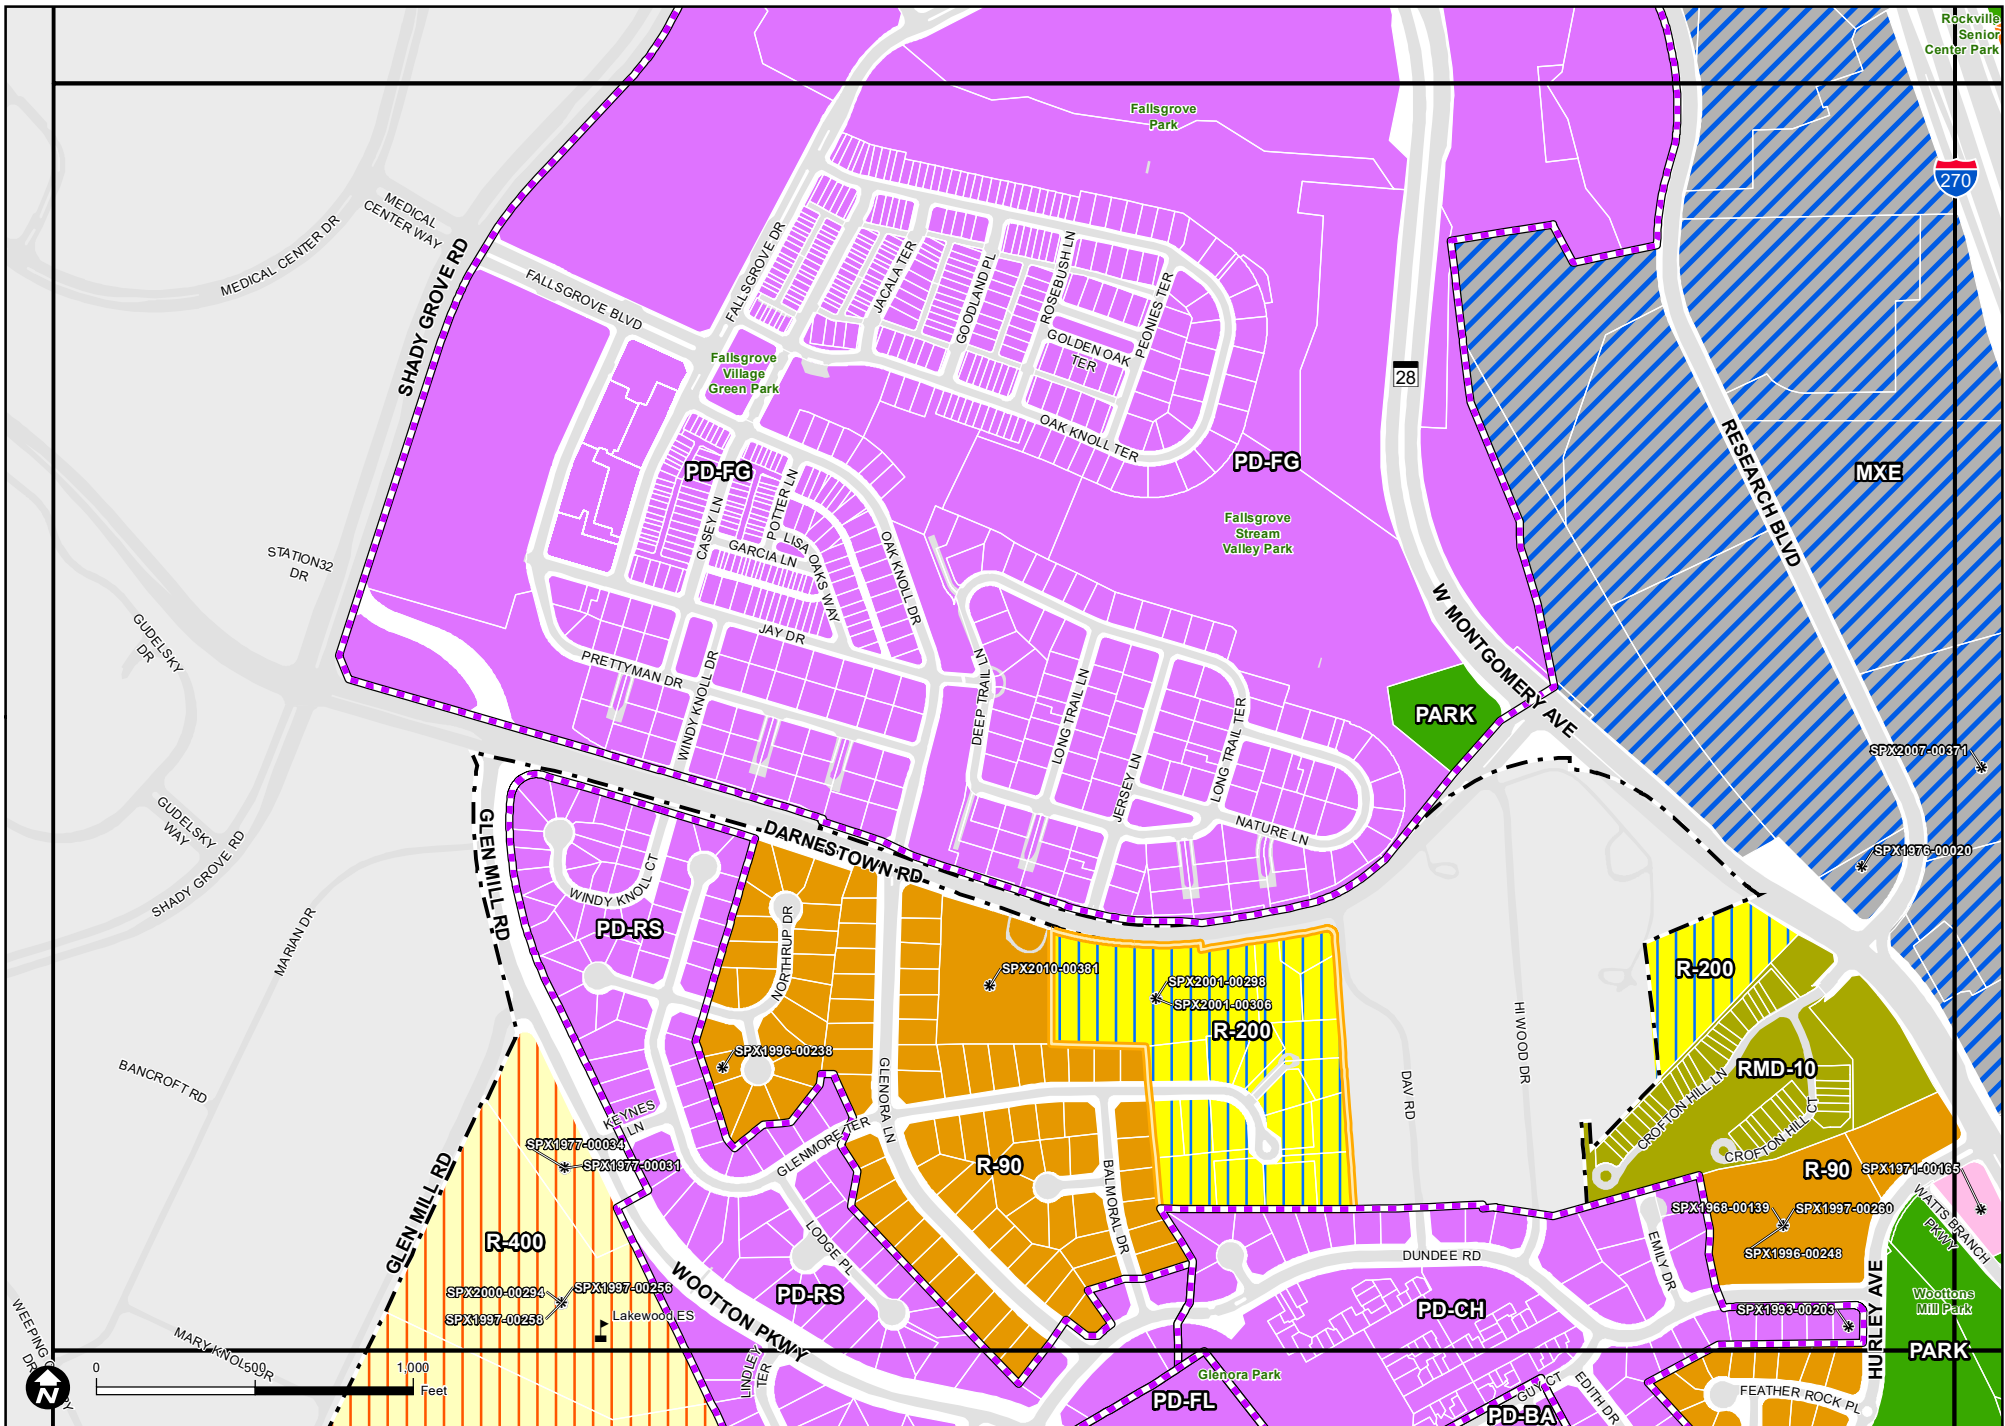 Rockville
Senior
Center Park
Fallsgrove
Park
270
MEDICAL
CENTER WAY
MEDICAL CENTER DR
SHADY GROVE RD
FALLSGROVE BLVD
FALLSGROVE DR
JACALA TER
GOODLAND PL
ROSEBUSH LN
PEONIES TER
GOLDEN OAK
TER
Fallsgrove
Village
Green Park
28
OAK KNOLL TER
PD-FG
PD-FG
RESEARCH BLVD
MXE
CASEY LN
POTTER LN
GARCIA LN
LISA OAKS WAY
OAK KNOLL DR
Fallsgrove
Stream
Valley Park
STATION32
DR
GUDELSKY
DR
JAY DR
PRETTYMAN DR
WINDY KNOLL DR
DEEP TRAIL LN
LONG TRAIL LN
JERSEY LN
LONG TRAIL TER
NATURE LN
W MONTGOMERY AVE
PARK
SPX2007-00371
GUDELSKY
WAY
SHADY GROVE RD
GLEN MILL RD
DARNESTOWN RD
SPX1976-00020
WINDY KNOLL CT
PD-RS
NORTHRUP DR
MARIAN DR
SPX2010-00381
SPX2001-00298
SPX2001-00306
R-200
R-200
HIWOOD DR
DAV RD
SPX1996-00238
GLENORA LN
BANCROFT RD
RMD-10
CROFTON HILL LN
CROFTON HILL CT
KEYNES
LN
GLENMORE TER
SPX1977-00034
SPX1977-00031
R-90
BALMORAL DR
R-90
SPX1971-00165
SPX1968-00139
SPX1997-00260
SPX1996-00248
WATTS BRANCH
PKWY
GLEN MILL RD
R-400
LODGE PL
DUNDEE RD
EMILY DR
SPX2000-00294
SPX1997-00256
SPX1997-00258
Lakewood ES
WOOTTON PKWY
PD-RS
PD-CH
SPX1993-00203
HURLEY AVE
Woottons
Mill Park
PARK
MARY KNOLL DR
0
500
1,000
Feet
N
LINDLEY
TER
Glenora Park
PD-FL
GUY CT
EDITH DR
PD-BA
FEATHER ROCK PL